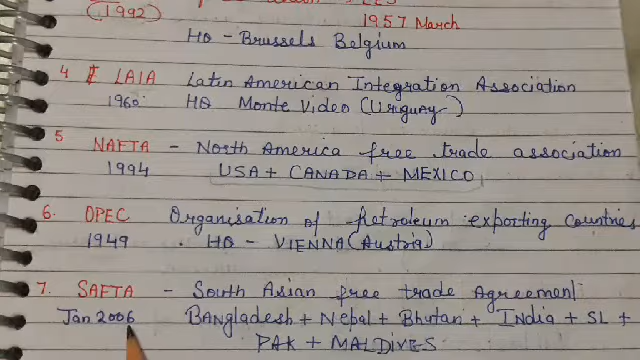 (1992) 1957 March
HQ - Brussels Belgium
4 LAIA Latin American Integration Association
1960 HQ Monte Video (Uruguay)
5 NAFTA - North America free trade association
1994 USA + CANADA + MEXICO
6. OPEC Organisation of Petroleum exporting countries
1949 . HQ - VIENNA (Austria)
7. SAFTA - South Asian free trade Agreement
Jan 2006 BANgladesh + Nepal + Bhutan + INdia + SL +
PAK + MALDIVES